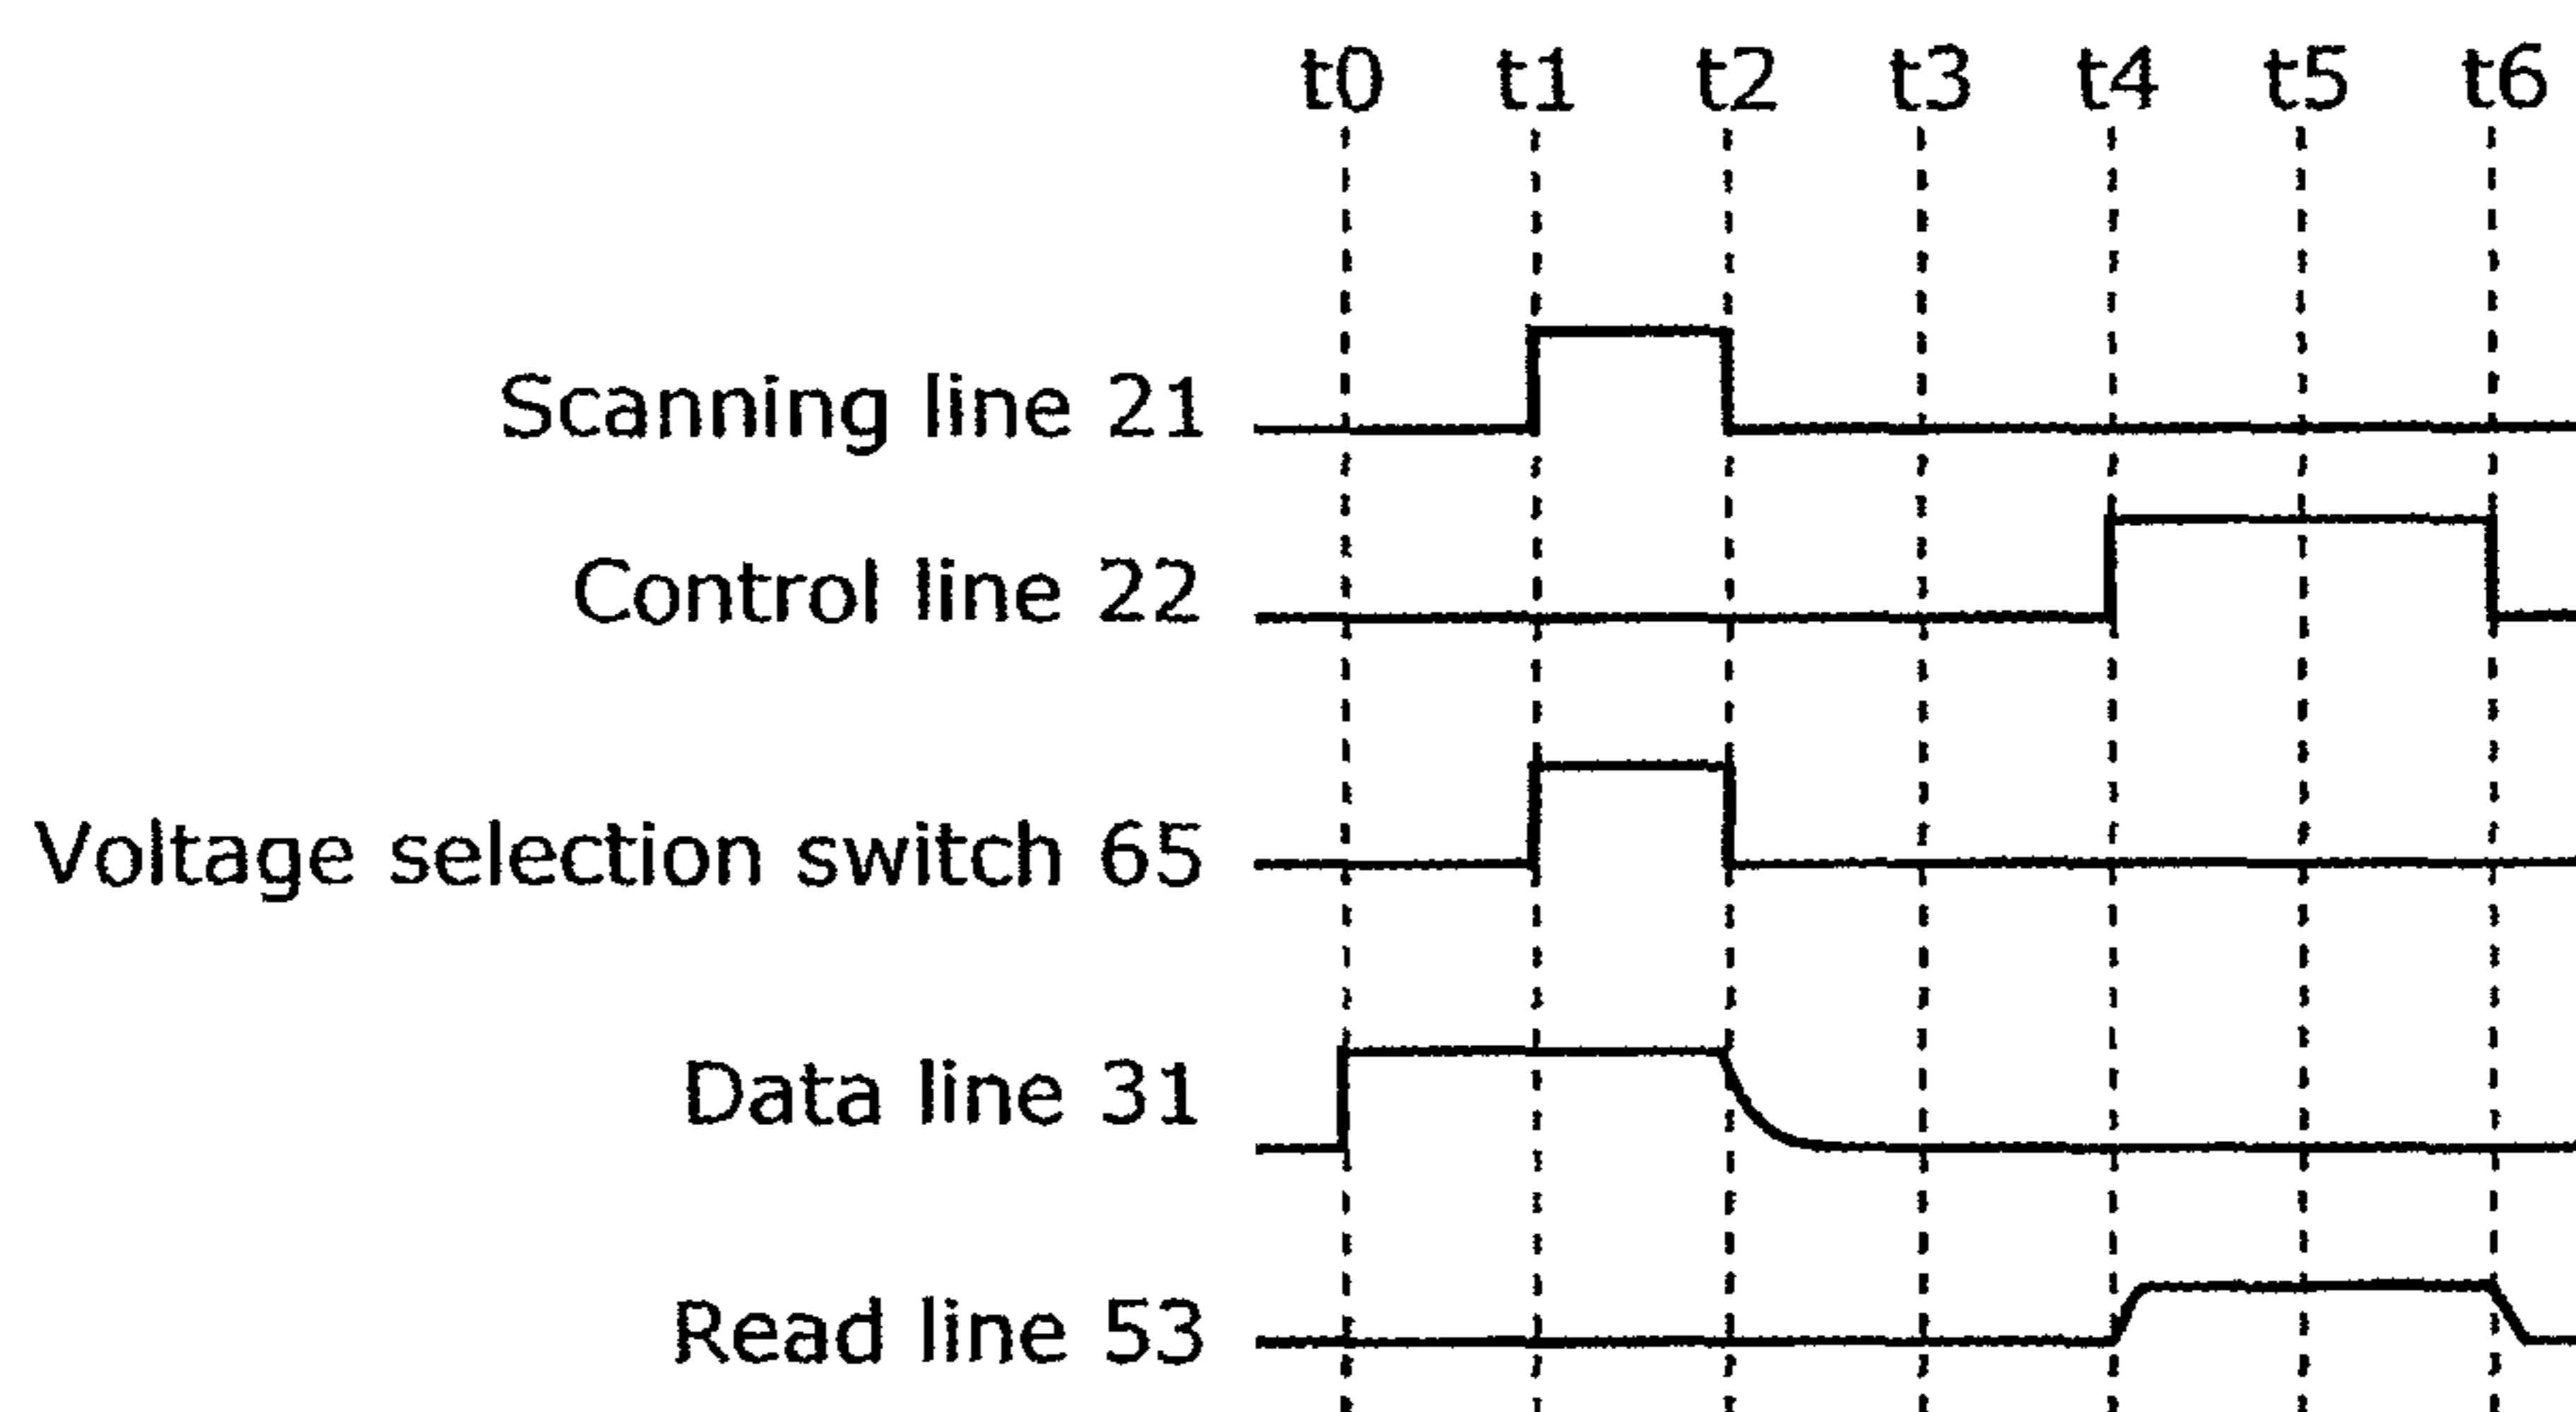 t0 t1 t2 t3 t4 t5 t6
Scanning line 21
Control line 22
Voltage selection switch 65
Data line 31
Read line 53